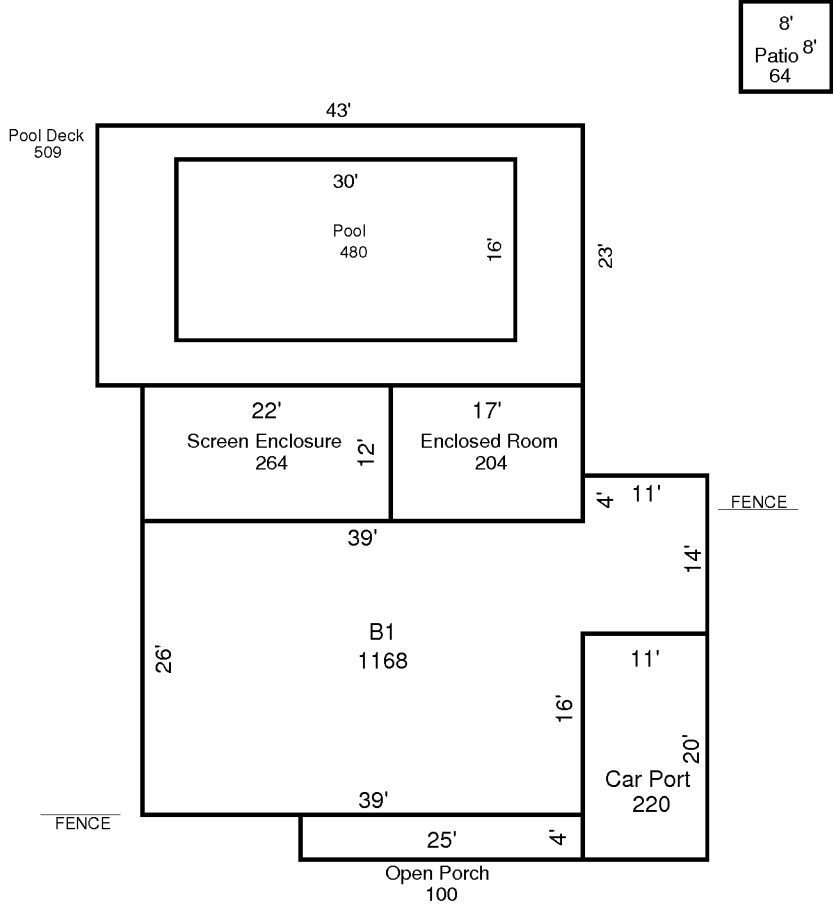 8'
8'
Patio
64
43'
Pool Deck
509
30'
Pool
480
16'
23'
22'
17'
Screen Enclosure
264
12'
Enclosed Room
204
4'
11'
FENCE
39'
14'
B1
1168
26'
11'
16'
20'
Car Port
220
39'
FENCE
25'
4'
Open Porch
100